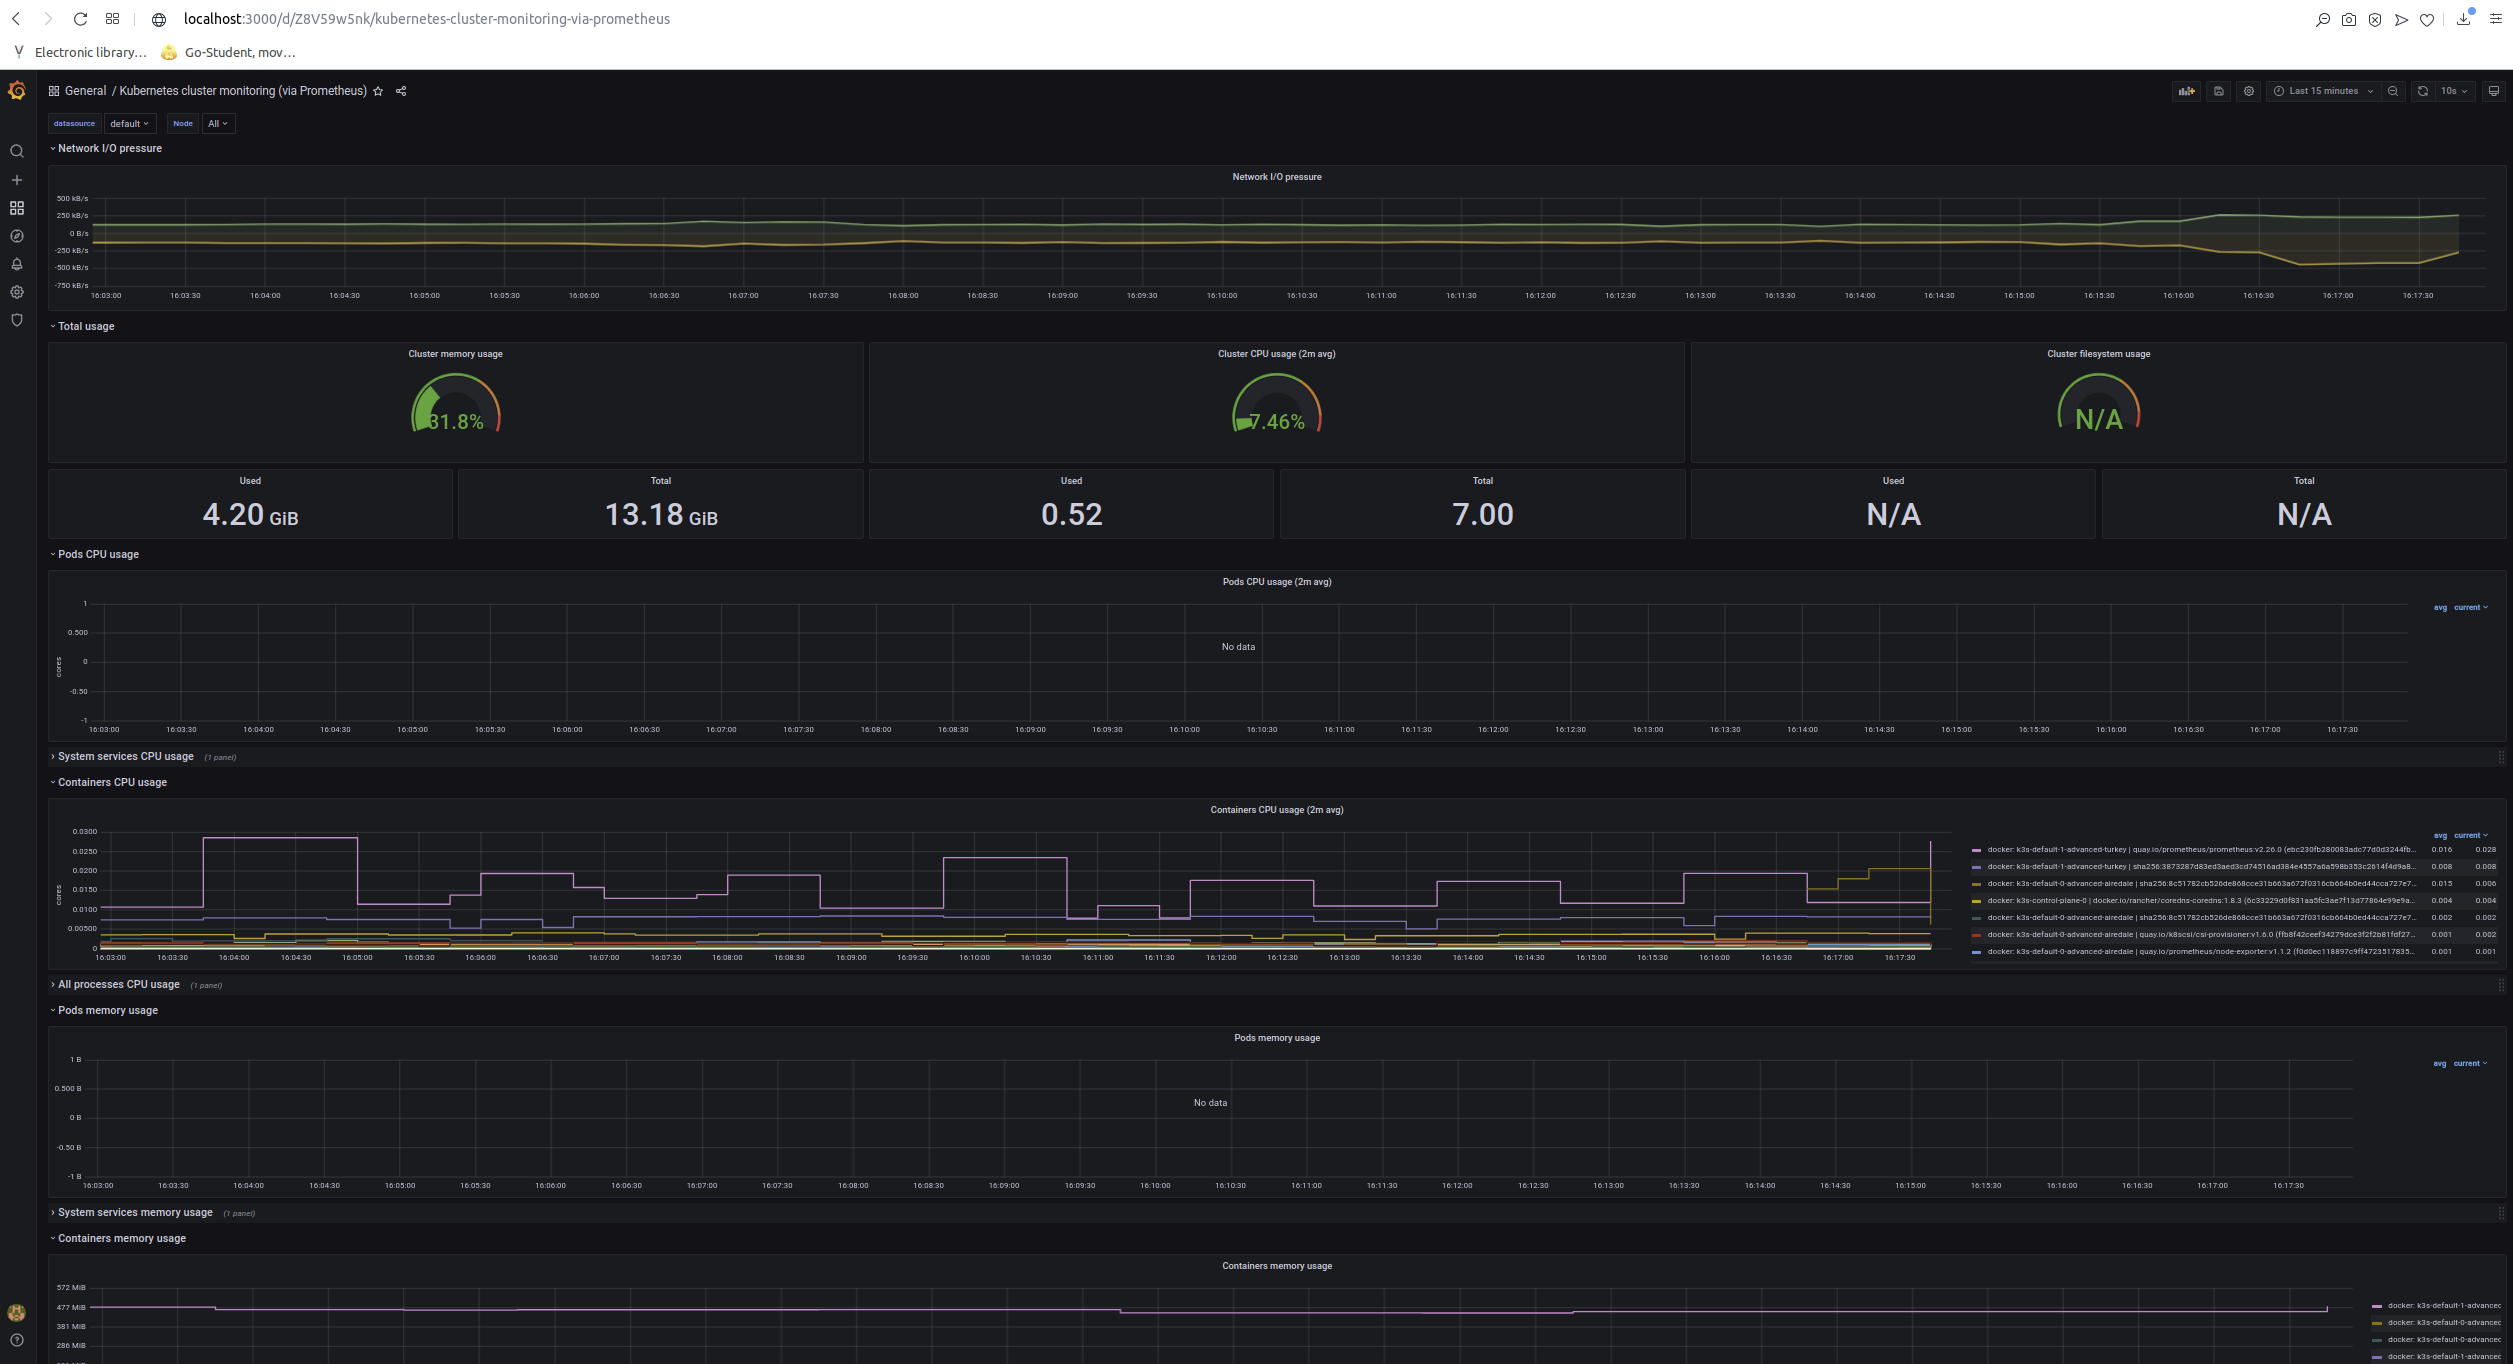 localhost:3000/d/Z8V59w5nk/kubernetes-cluster-monitoring-via-prometheus
Electronic library... Go-Student, mov...
General / Kubernetes cluster monitoring (via Prometheus) Last 15 minutes 10s
datasource default Node All
Network I/O pressure
Network I/O pressure
500 kB/s
250 kB/s
0 B/s
-250 kB/s
-500 kB/s
-750 kB/s
16:03:00 16:03:30 16:04:00 16:04:30 16:05:00 16:05:30 16:06:00 16:06:30 16:07:00 16:07:30 16:08:00 16:08:30 16:09:00 16:09:30 16:10:00 16:10:30 16:11:00 16:11:30 16:12:00 16:12:30 16:13:00 16:13:30 16:14:00 16:14:30 16:15:00 16:15:30 16:16:00 16:16:30 16:17:00 16:17:30
Total usage
Cluster memory usage Cluster CPU usage (2m avg) Cluster filesystem usage
31.8% 7.46% N/A
Used Total Used Total Used Total
4.20 GiB 13.18 GiB 0.52 7.00 N/A N/A
Pods CPU usage
Pods CPU usage (2m avg)
avg current
cores
1
0.500
0
-0.50
-1
No data
16:03:00 16:03:30 16:04:00 16:04:30 16:05:00 16:05:30 16:06:00 16:06:30 16:07:00 16:07:30 16:08:00 16:08:30 16:09:00 16:09:30 16:10:00 16:10:30 16:11:00 16:11:30 16:12:00 16:12:30 16:13:00 16:13:30 16:14:00 16:14:30 16:15:00 16:15:30 16:16:00 16:16:30 16:17:00 16:17:30
System services CPU usage (1 panel)
Containers CPU usage
Containers CPU usage (2m avg)
cores
0.0300
0.0250
0.0200
0.0150
0.0100
0.00500
0
16:03:00 16:03:30 16:04:00 16:04:30 16:05:00 16:05:30 16:06:00 16:06:30 16:07:00 16:07:30 16:08:00 16:08:30 16:09:00 16:09:30 16:10:00 16:10:30 16:11:00 16:11:30 16:12:00 16:12:30 16:13:00 16:13:30 16:14:00 16:14:30 16:15:00 16:15:30 16:16:00 16:16:30 16:17:00 16:17:30
avg current
docker: k3s-default-1-advanced-turkey | quay.io/prometheus/prometheus:v2.26.0 (ebc230fb280083adc77d0d3244fb... 0.016 0.028
docker: k3s-default-1-advanced-turkey | sha256:3873287d83ed3aed3cd74516ad384e4557a6a598b353c2614f4d9a8... 0.008 0.008
docker: k3s-default-0-advanced-airedale | sha256:8c51782cb526de868cce31b663a672f0316cb664b0ed44cca727e7... 0.015 0.006
docker: k3s-control-plane-0 | docker.io/rancher/coredns-coredns:1.8.3 (6c33229d0f831aa5fc3ae7f13d77864e99e9a... 0.004 0.004
docker: k3s-default-0-advanced-airedale | sha256:8c51782cb526de868cce31b663a672f0316cb664b0ed44cca727e7... 0.002 0.002
docker: k3s-default-0-advanced-airedale | quay.io/k8scsi/csi-provisioner:v1.6.0 (ffb8f42ceef34279dce3f2f2b81fdf27... 0.001 0.002
docker: k3s-default-0-advanced-airedale | quay.io/prometheus/node-exporter:v1.1.2 (f0d0ec118897c9ff4723517835... 0.001 0.001
All processes CPU usage (1 panel)
Pods memory usage
Pods memory usage
avg current
1 B
0.500 B
0 B
-0.50 B
-1 B
No data
16:03:00 16:03:30 16:04:00 16:04:30 16:05:00 16:05:30 16:06:00 16:06:30 16:07:00 16:07:30 16:08:00 16:08:30 16:09:00 16:09:30 16:10:00 16:10:30 16:11:00 16:11:30 16:12:00 16:12:30 16:13:00 16:13:30 16:14:00 16:14:30 16:15:00 16:15:30 16:16:00 16:16:30 16:17:00 16:17:30
System services memory usage (1 panel)
Containers memory usage
Containers memory usage
572 MiB
477 MiB
381 MiB
286 MiB
docker: k3s-default-1-advanced
docker: k3s-default-0-advanced
docker: k3s-default-0-advanced
docker: k3s-default-1-advanced